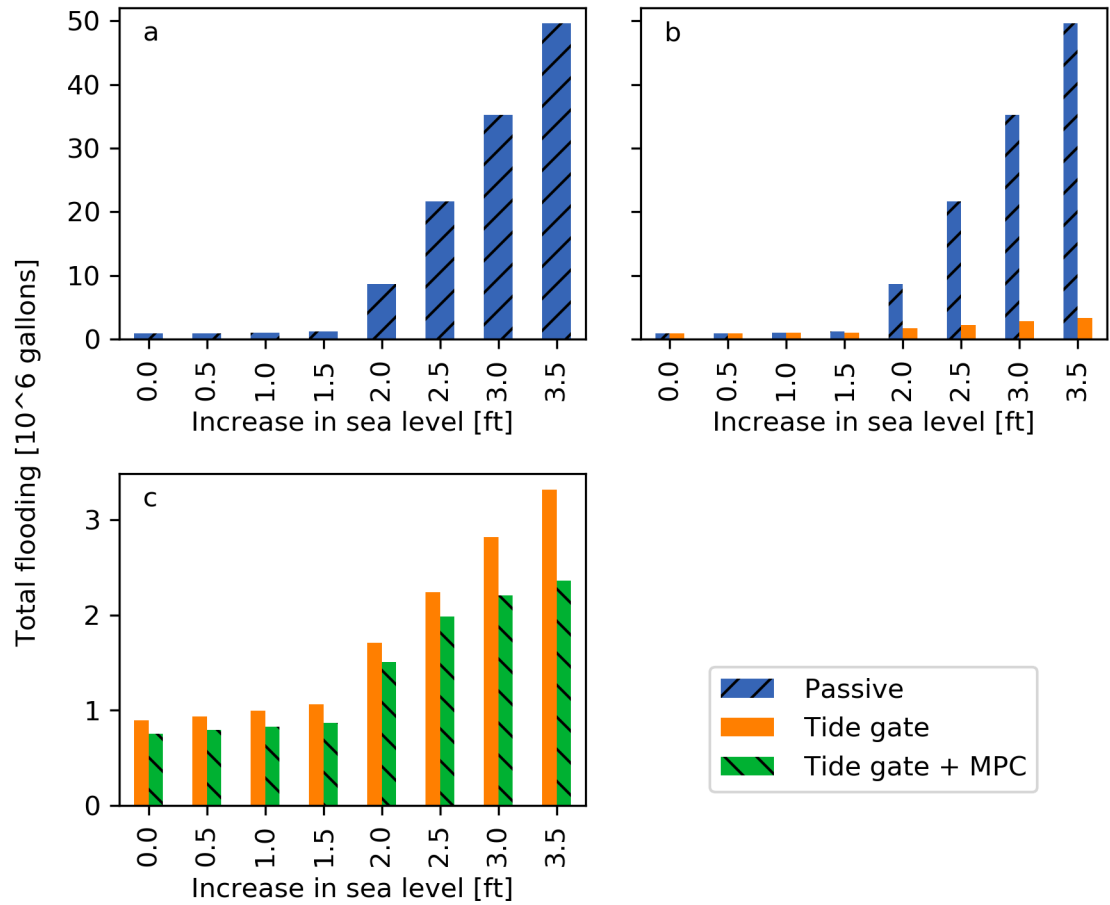 Total flooding [10^6 gallons]
a
50
40
30
20
10
0
0.0 0.5 1.0 1.5 2.0 2.5 3.0 3.5
Increase in sea level [ft]
b
0.0 0.5 1.0 1.5 2.0 2.5 3.0 3.5
Increase in sea level [ft]
c
3
2
1
0
0.0 0.5 1.0 1.5 2.0 2.5 3.0 3.5
Increase in sea level [ft]
Passive
Tide gate
Tide gate + MPC